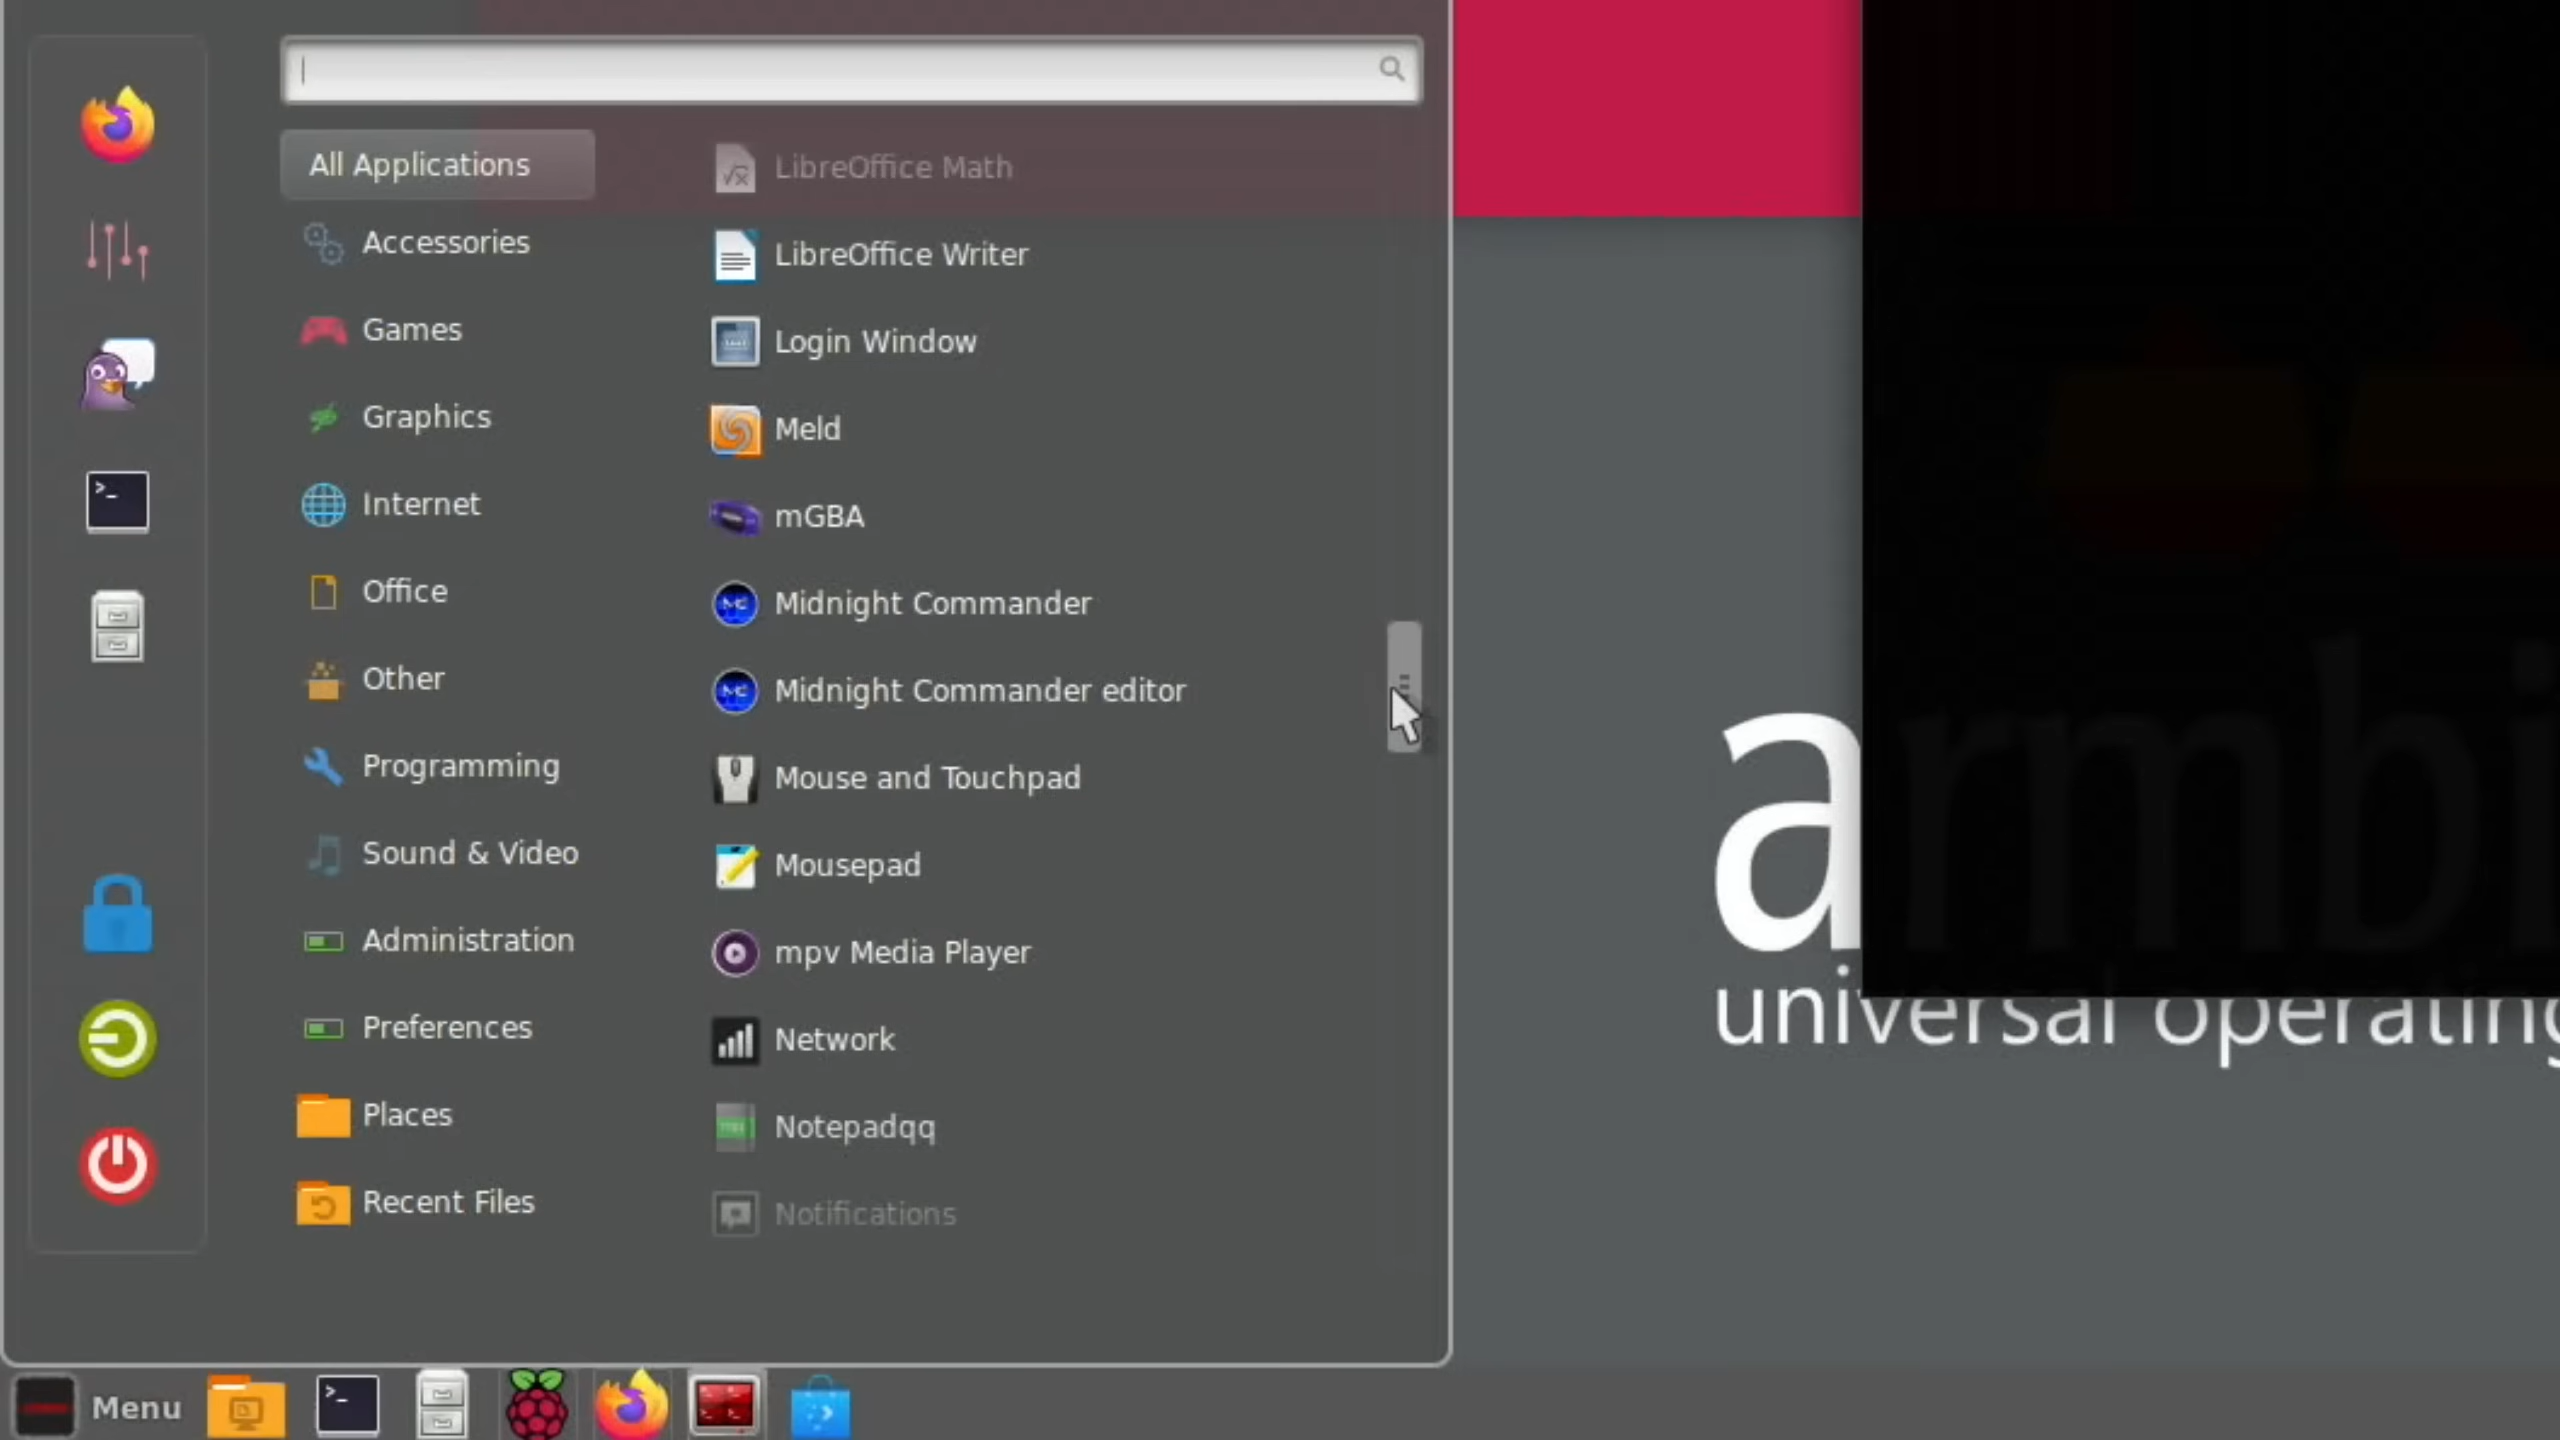 All Applications
Accessories
Games
Graphics
Internet
Office
Other
Programming
Sound & Video
Administration
Preferences
Places
Recent Files
LibreOffice Math
LibreOffice Writer
Login Window
Meld
mGBA
Midnight Commander
Midnight Commander editor
Mouse and Touchpad
Mousepad
mpv Media Player
Network
Notepadqq
Notifications
armbi
universal operating
Menu